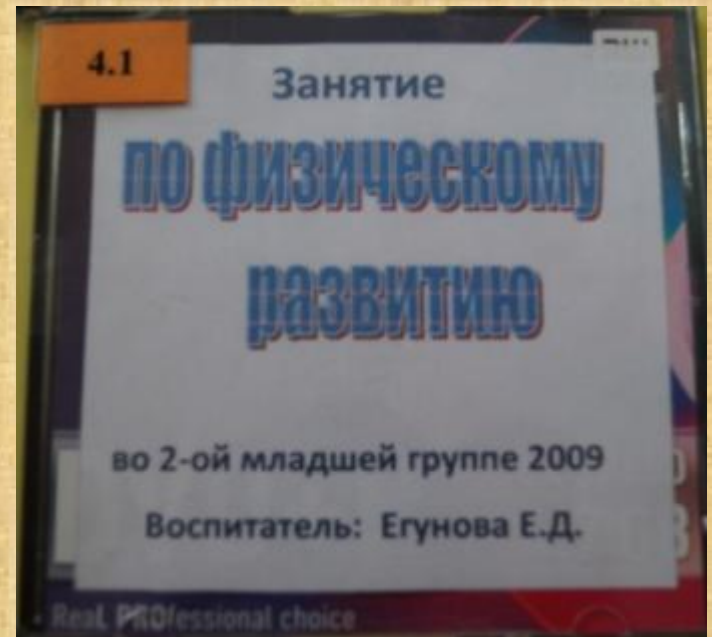 4.1
Занятие
по физическому
развитию
во 2-ой младшей группе 2009
Воспитатель: Егунова Е.Д.
ReaL PROfessional choice